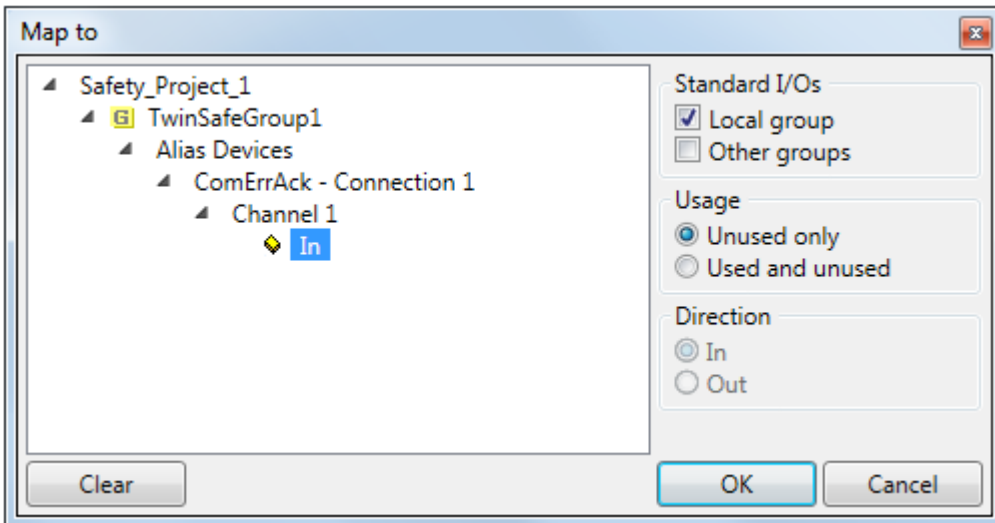 Map to
Safety_Project_1
G TwinSafeGroup1
Alias Devices
ComErrAck - Connection 1
Channel 1
In
Standard I/Os
Local group
Other groups
Usage
Unused only
Used and unused
Direction
In
Out
Clear
OK
Cancel